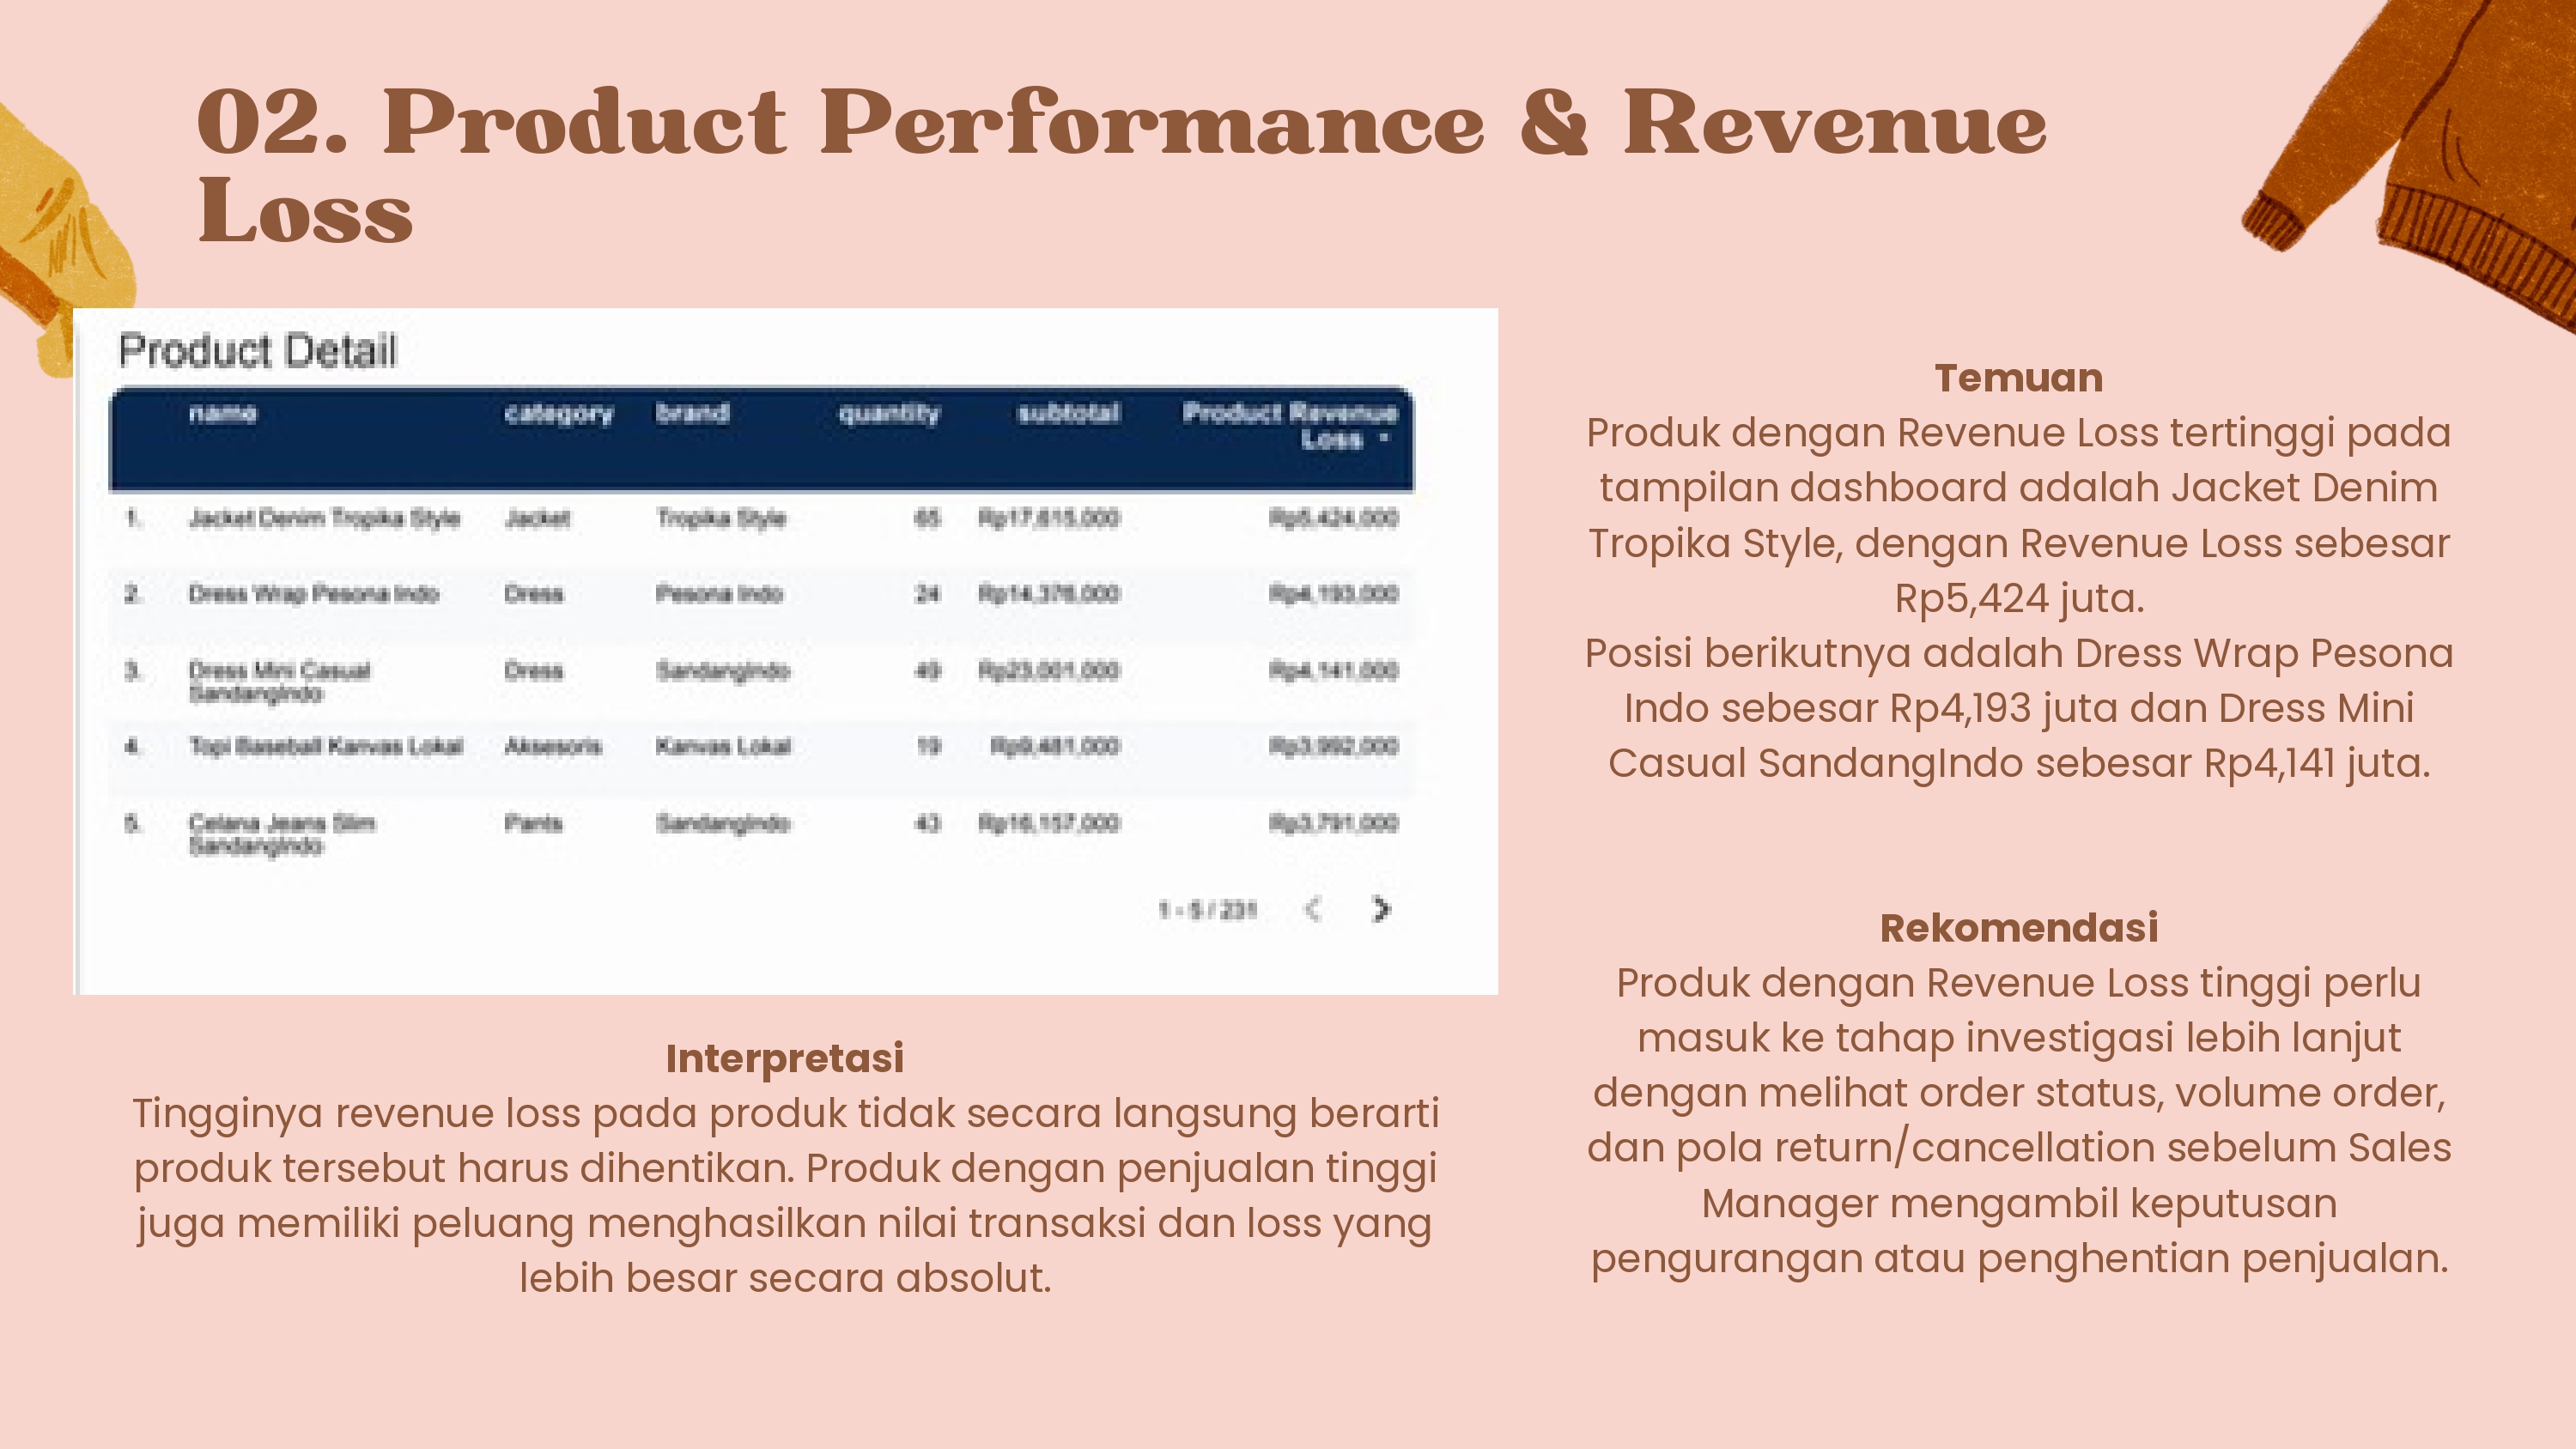 02. Product Performance & Revenue
Loss
Product Detail
name category brand quantity subtotal Product Revenue
Loss
1. Jacket Denim Tropika Style Jacket Tropika Style 65 Rp17,615,000 Rp5,424,000
2. Dress Wrap Pesona Indo Dress Pesona Indo 24 Rp14,376,000 Rp4,193,000
3. Dress Mini Casual Dress SandangIndo 49 Rp23,001,000 Rp4,141,000
SandangIndo
4. Topi Baseball Kanvas Lokal Aksesoris Kanvas Lokal 19 Rp9,481,000 Rp3,992,000
5. Celana Jeans Slim Pants SandangIndo 43 Rp16,157,000 Rp3,791,000
SandangIndo
1 - 5 / 231
Temuan
Produk dengan Revenue Loss tertinggi pada
tampilan dashboard adalah Jacket Denim
Tropika Style, dengan Revenue Loss sebesar
Rp5,424 juta.
Posisi berikutnya adalah Dress Wrap Pesona
Indo sebesar Rp4,193 juta dan Dress Mini
Casual SandangIndo sebesar Rp4,141 juta.
Rekomendasi
Produk dengan Revenue Loss tinggi perlu
masuk ke tahap investigasi lebih lanjut
dengan melihat order status, volume order,
dan pola return/cancellation sebelum Sales
Manager mengambil keputusan
pengurangan atau penghentian penjualan.
Interpretasi
Tingginya revenue loss pada produk tidak secara langsung berarti
produk tersebut harus dihentikan. Produk dengan penjualan tinggi
juga memiliki peluang menghasilkan nilai transaksi dan loss yang
lebih besar secara absolut.